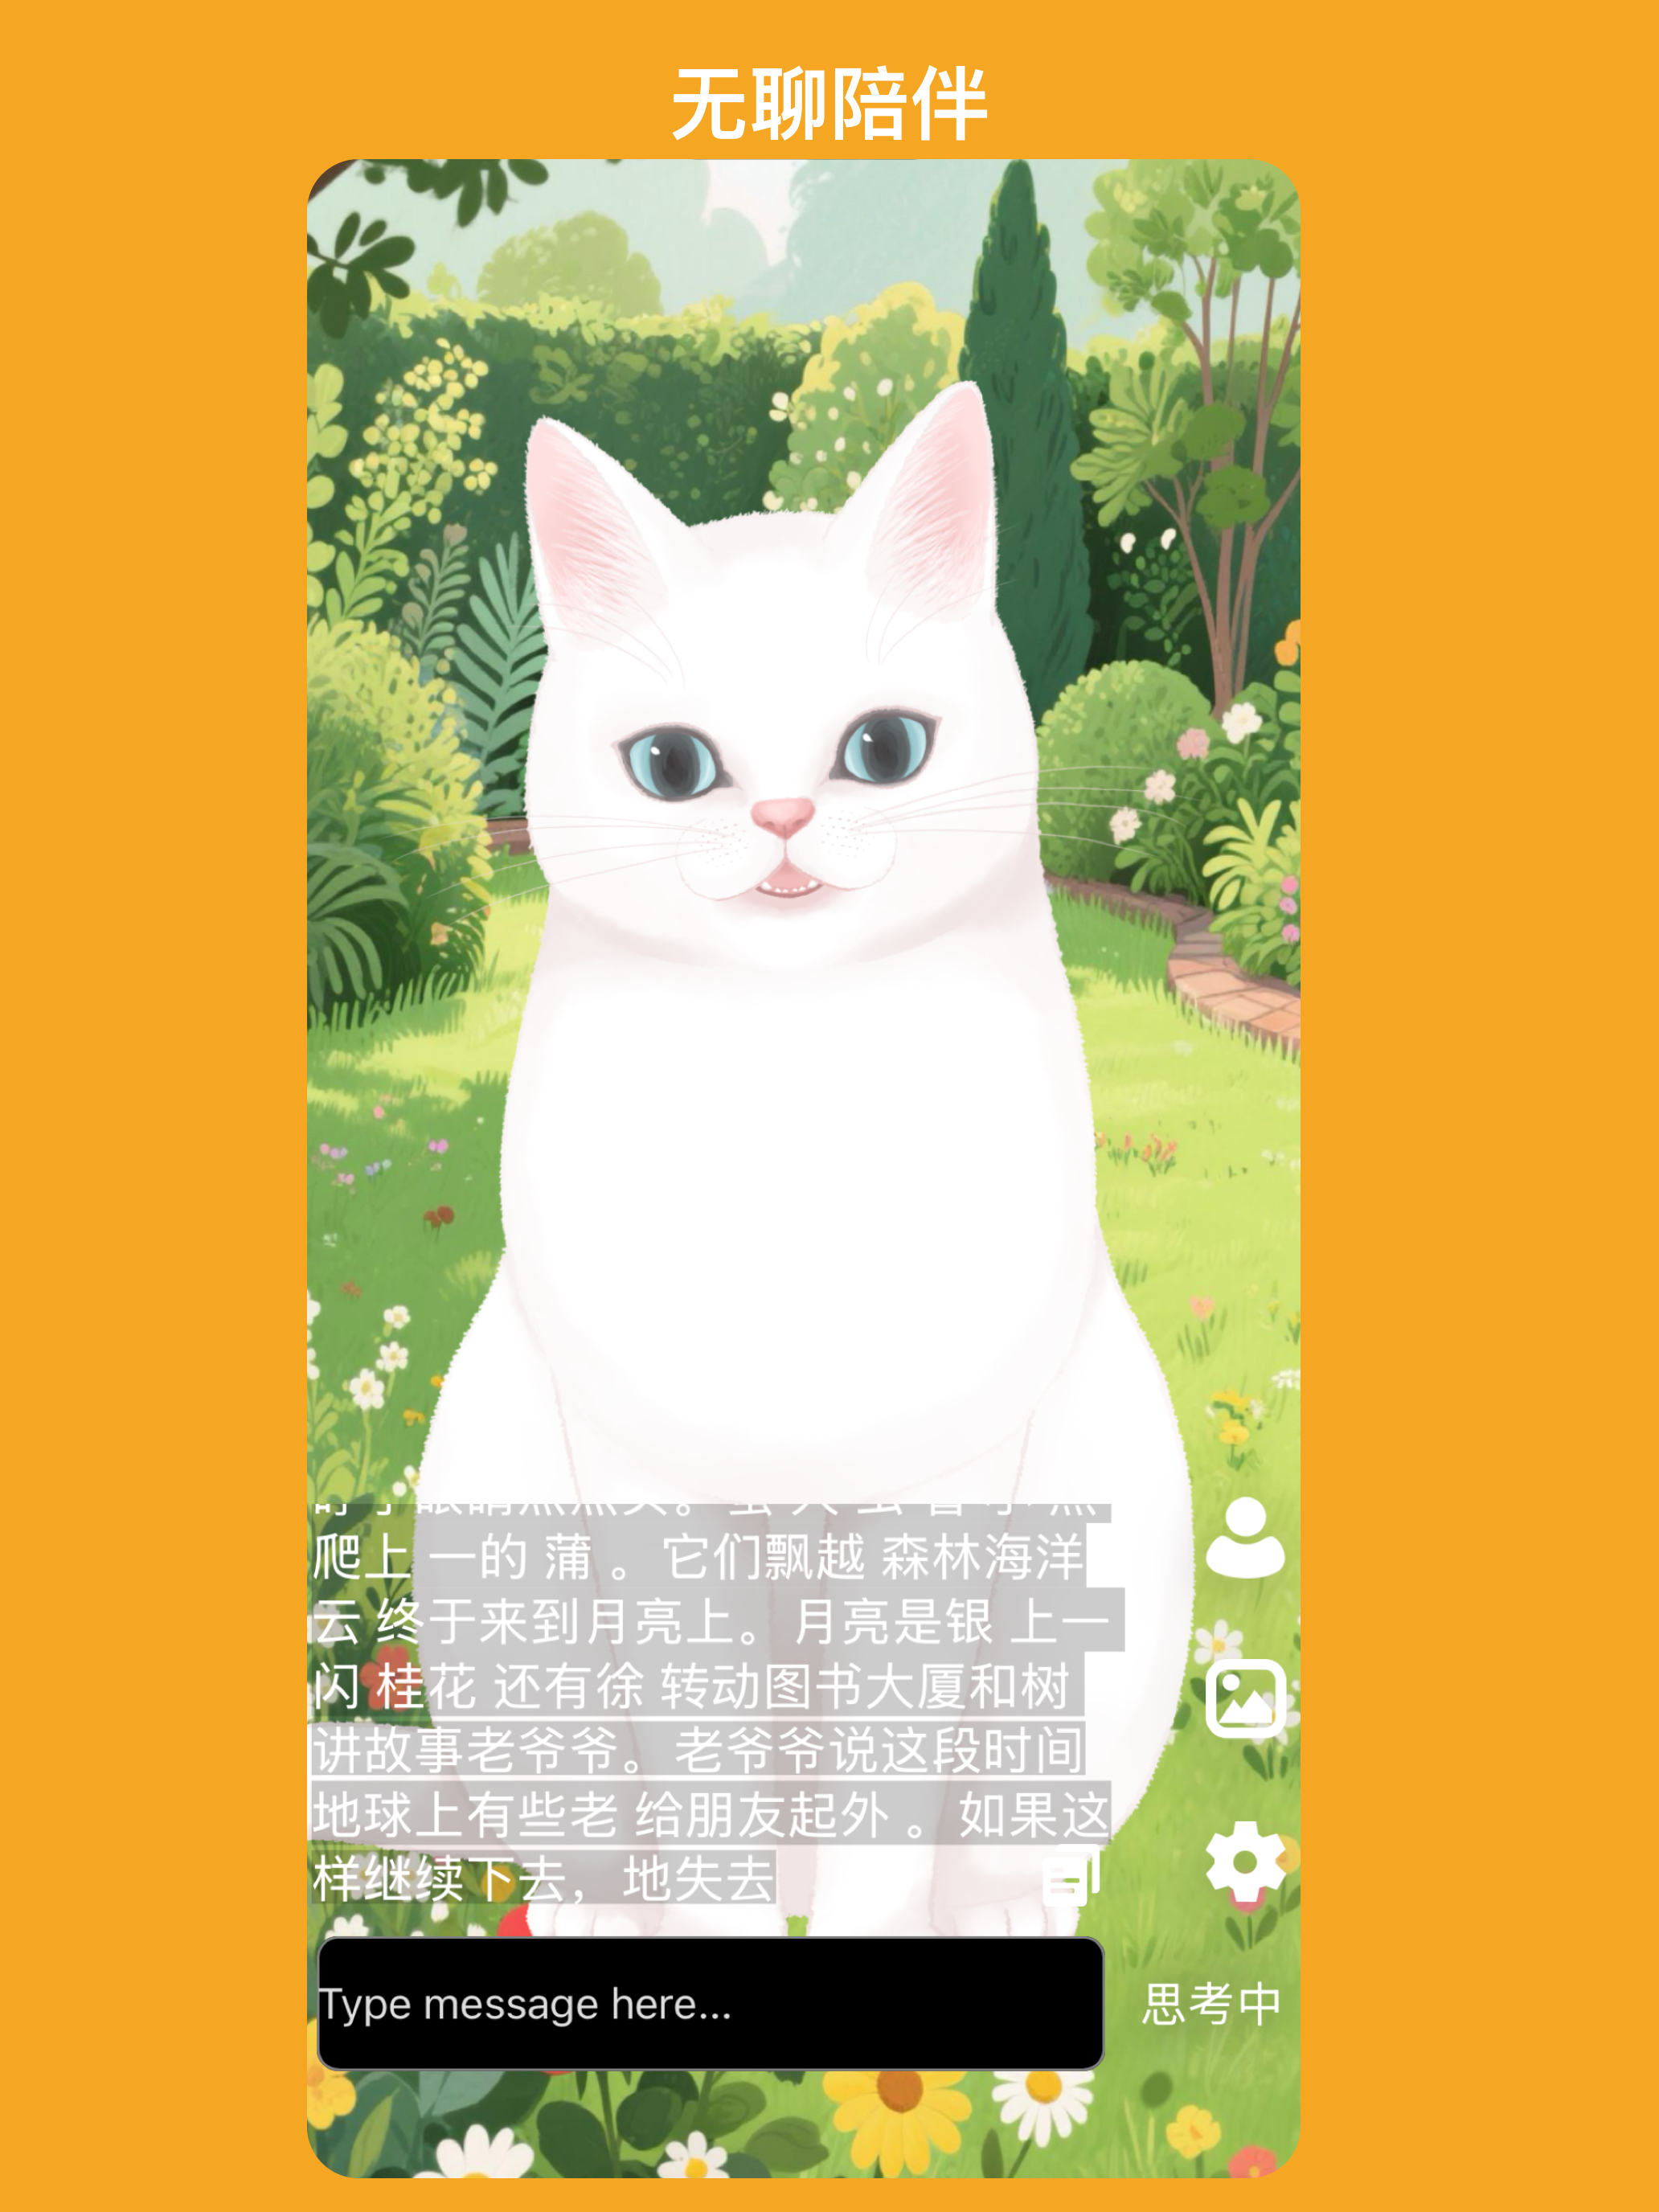 无聊陪伴
爬上 一的 蒲 。它们飘越 森林海洋
云 终于来到月亮上。 月亮是银 上一
闪 桂花 还有徐 转动图书大厦和树
讲故事老爷爷。 老爷爷说这段时间
地球上有些老 给朋友起外 。如果这
样继续下去，地失去
Type message here...
思考中